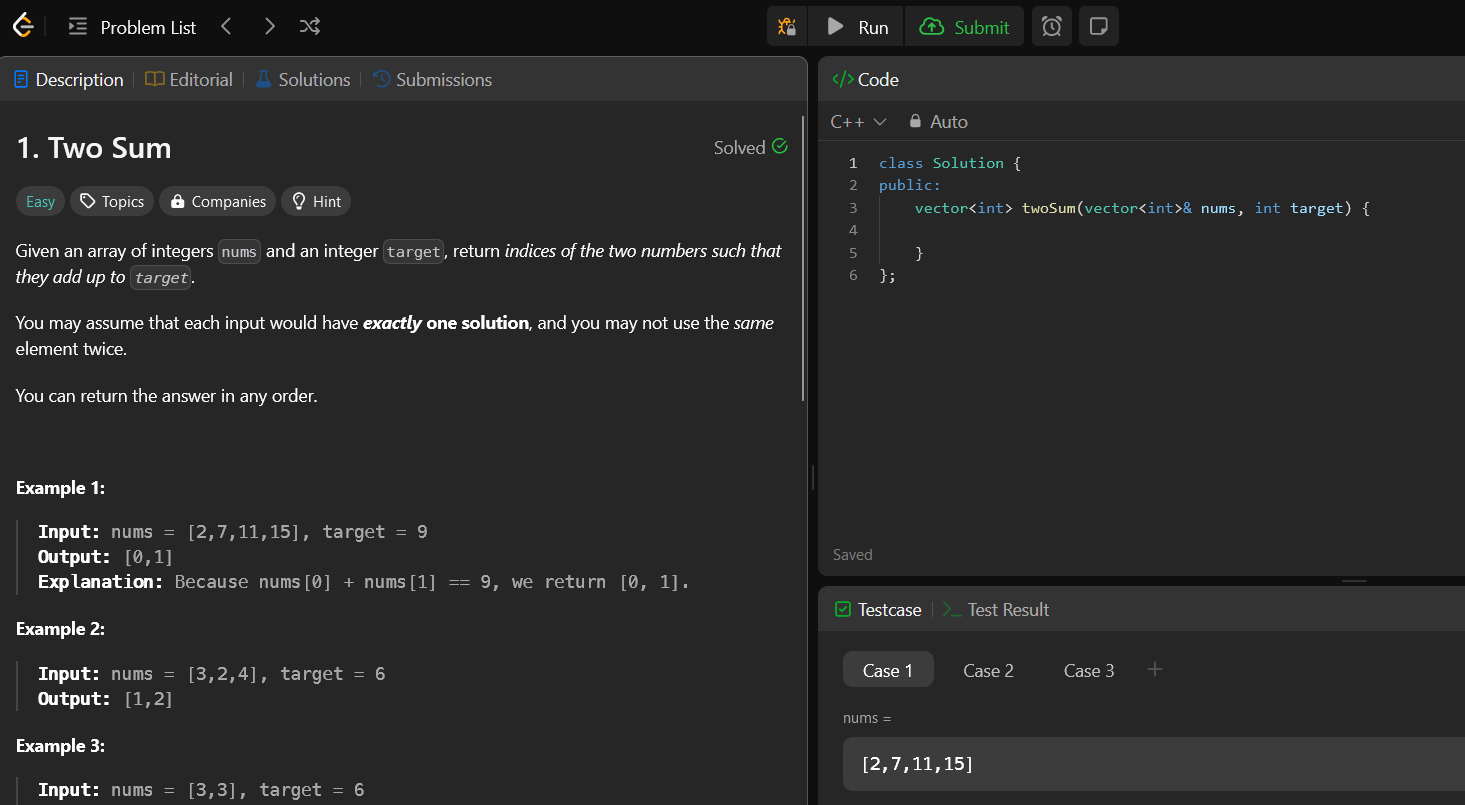 Problem List
Run
Submit
Description
Editorial
Solutions
Submissions
1. Two Sum
Solved
Easy
Topics
Companies
Hint
Given an array of integers nums and an integer target, return indices of the two numbers such that
they add up to target.
You may assume that each input would have exactly one solution, and you may not use the same
element twice.
You can return the answer in any order.
Example 1:
Input: nums = [2,7,11,15], target = 9
Output: [0,1]
Explanation: Because nums[0] + nums[1] == 9, we return [0, 1].
Example 2:
Input: nums = [3,2,4], target = 6
Output: [1,2]
Example 3:
Input: nums = [3,3], target = 6
</> Code
C++
Auto
1 class Solution {
2 public:
3     vector<int> twoSum(vector<int>& nums, int target) {
4
5     }
6 };
Saved
Testcase
>_ Test Result
Case 1
Case 2
Case 3
+
nums =
[2,7,11,15]